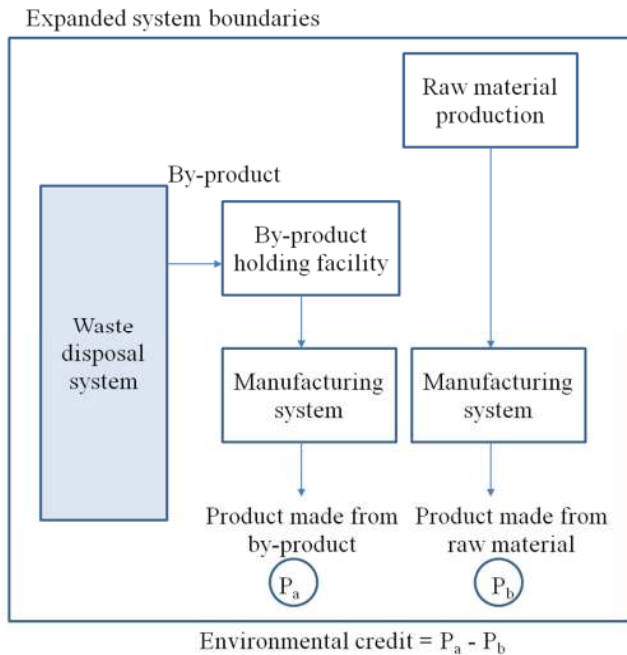 Expanded system boundaries
Raw material
production
By-product
By-product
holding facility
Waste
disposal
system
Manufacturing
system
Manufacturing
system
Product made from
by-product
Product made from
raw material
Pa
Pb
Environmental credit = Pa - Pb